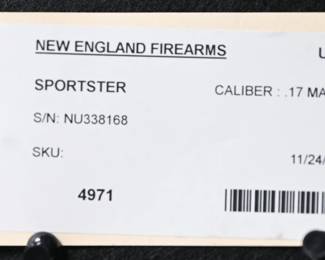 NEW ENGLAND FIREARMS U
SPORTSTER CALIBER : .17 MA
S/N: NU338168
SKU: 11/24/
4971